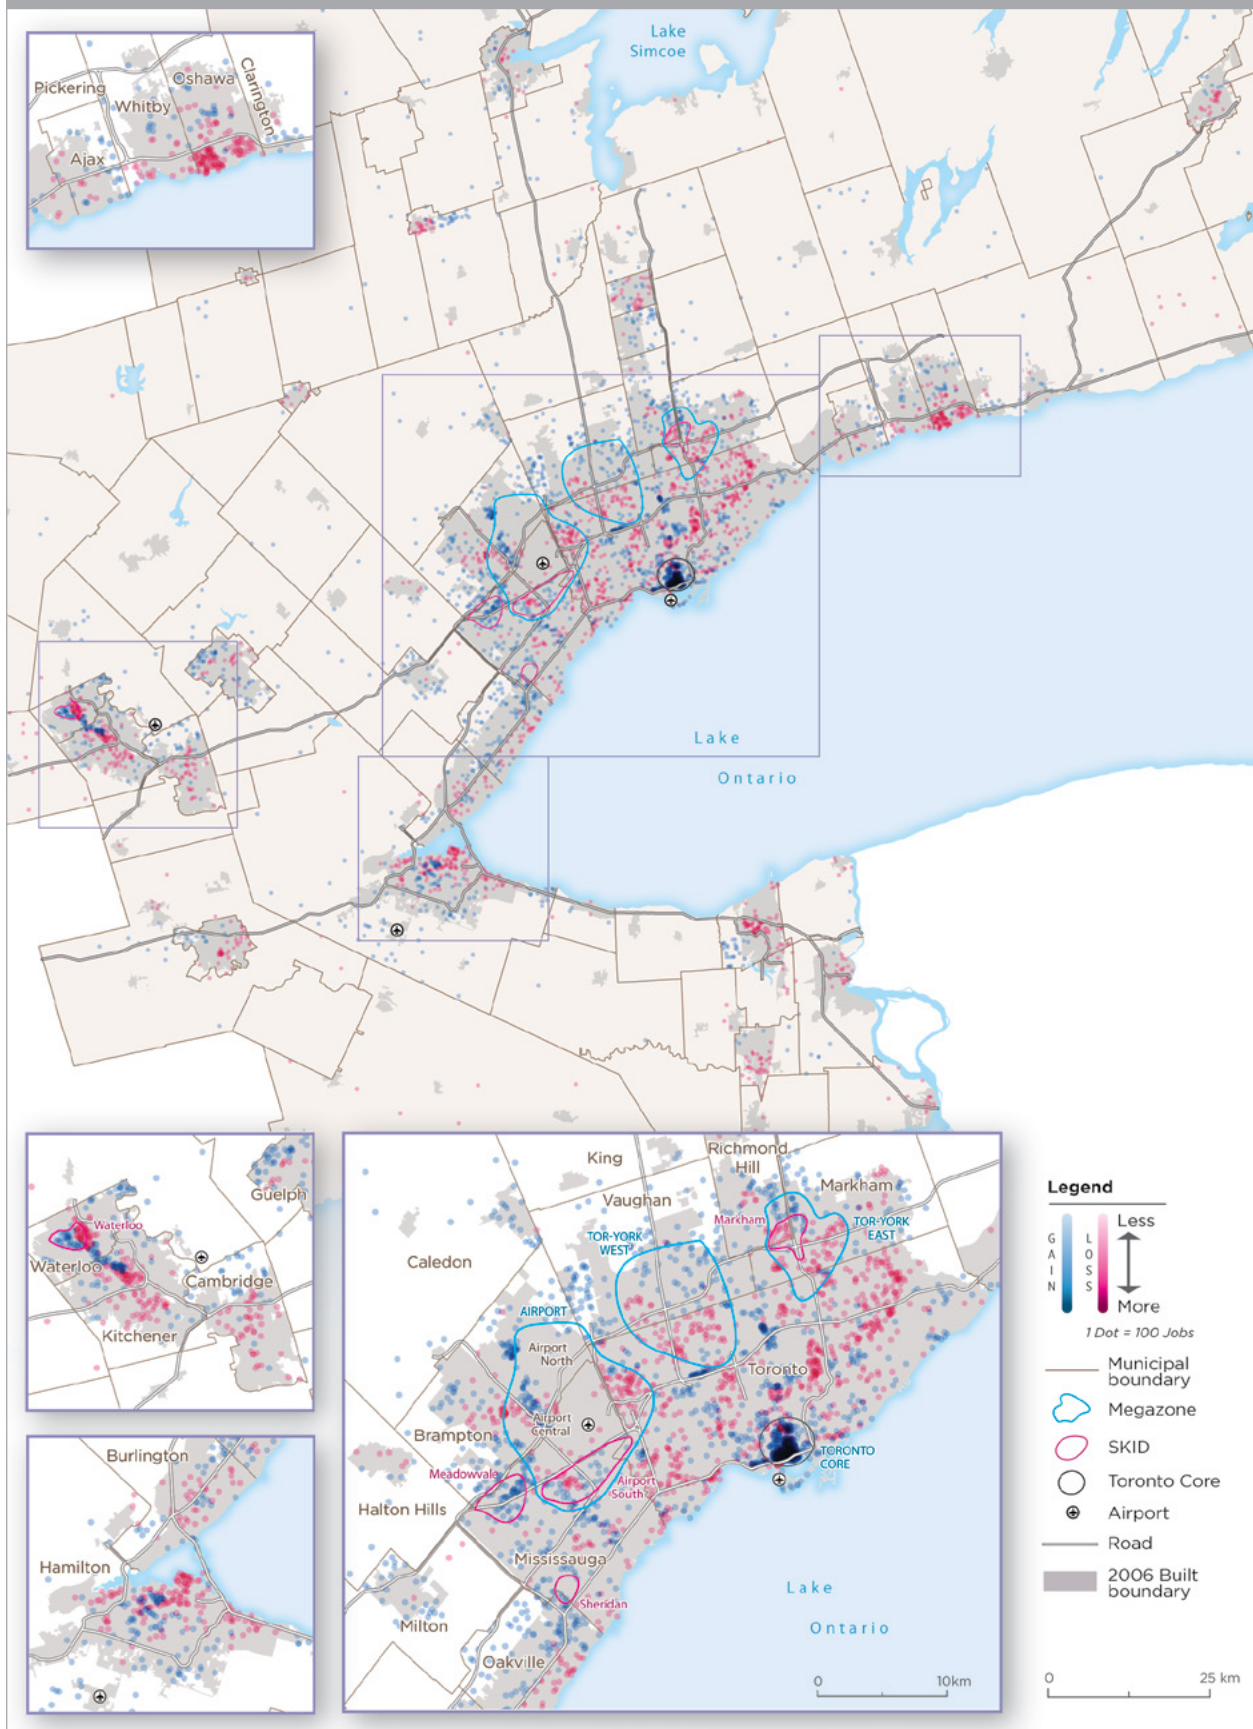 Lake
Simcoe
Pickering
Oshawa
Clarington
Whitby
Ajax
Lake
Ontario
Guelph
Waterloo
Waterloo
Cambridge
Kitchener
Burlington
Hamilton
King
Richmond
Hill
Vaughan
Markham
Markham
TOR-YORK
EAST
TOR-YORK
WEST
Caledon
AIRPORT
Airport
North
Toronto
Airport
Central
Brampton
TORONTO
CORE
Meadowvale
Airport
South
Halton Hills
Mississauga
Sheridan
Lake
Ontario
Milton
Oakville
0 10km
Legend
GAIN
LOSS
Less
More
1 Dot = 100 Jobs
Municipal
boundary
Megazone
SKID
Toronto Core
Airport
Road
2006 Built
boundary
0 25 km